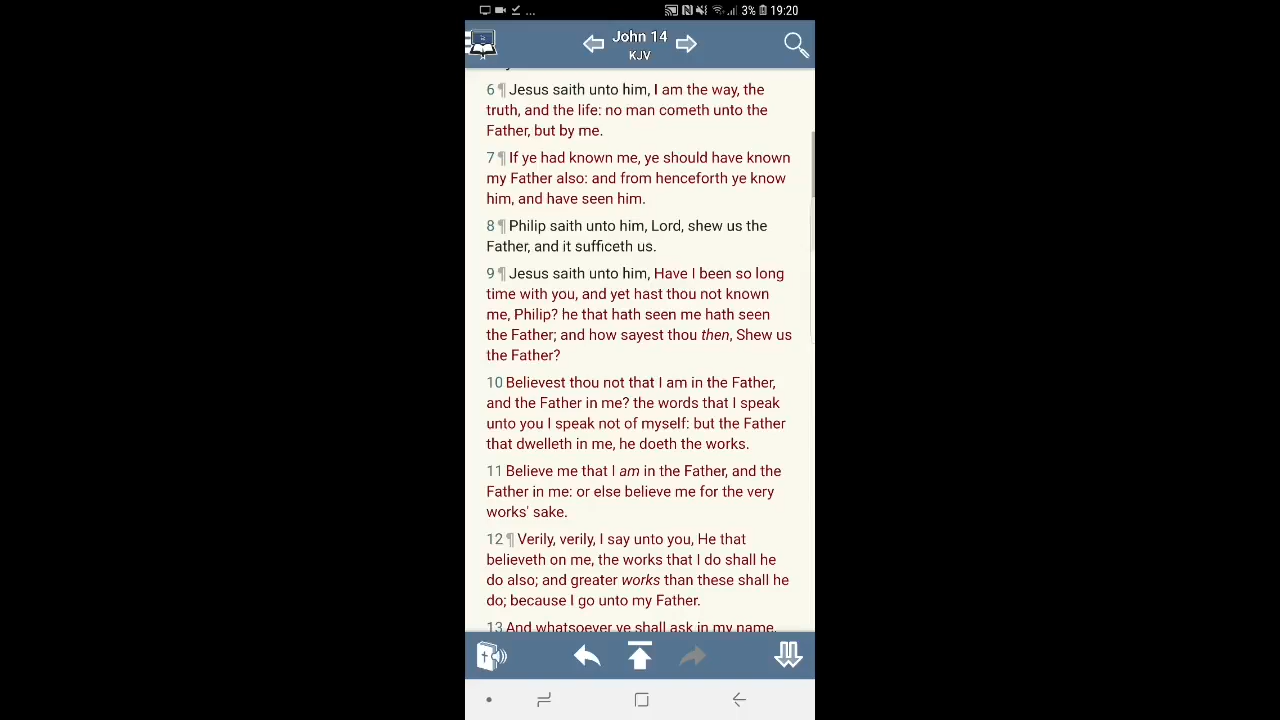 ... 3% 19:20
John 14
KJV
6 ¶ Jesus saith unto him, I am the way, the
truth, and the life: no man cometh unto the
Father, but by me.
7 ¶ If ye had known me, ye should have known
my Father also: and from henceforth ye know
him, and have seen him.
8 ¶ Philip saith unto him, Lord, shew us the
Father, and it sufficeth us.
9 ¶ Jesus saith unto him, Have I been so long
time with you, and yet hast thou not known
me, Philip? he that hath seen me hath seen
the Father; and how sayest thou then, Shew us
the Father?
10 Believest thou not that I am in the Father,
and the Father in me? the words that I speak
unto you I speak not of myself: but the Father
that dwelleth in me, he doeth the works.
11 Believe me that I am in the Father, and the
Father in me: or else believe me for the very
works' sake.
12 ¶ Verily, verily, I say unto you, He that
believeth on me, the works that I do shall he
do also; and greater works than these shall he
do; because I go unto my Father.
13 And whatsoever ye shall ask in my name,